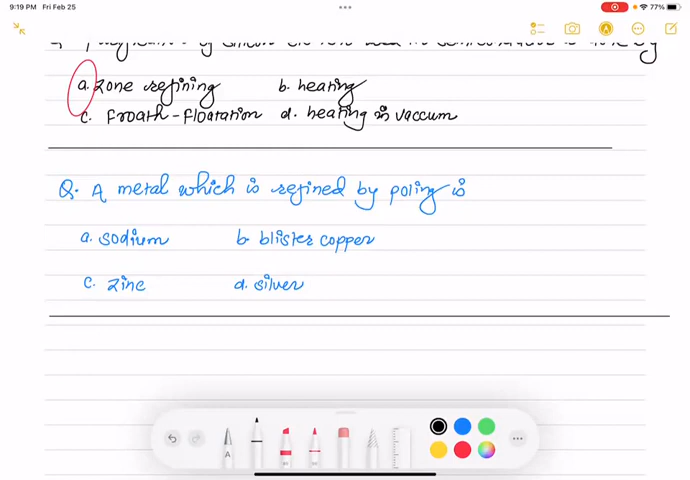 9:19 PM Fri Feb 25
77%
a. zone refining b. heating
c. Froath-Floatation d. heating in vaccum
Q. A metal which is refined by poling is
a. sodium b. blister copper
c. zinc d. silver
A